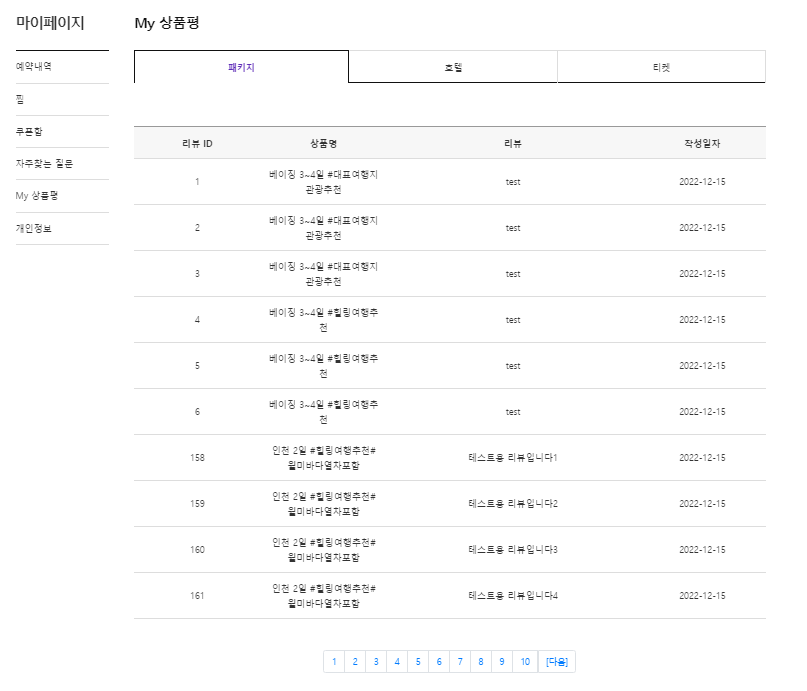 마이페이지
예약내역
찜
쿠폰함
자주찾는 질문
My 상품평
개인정보
My 상품평
패키지 호텔 티켓
리뷰 ID 상품명 리뷰 작성일자
1 베이징 3~4일 #대표여행지 test 2022-12-15
관광추천
2 베이징 3~4일 #대표여행지 test 2022-12-15
관광추천
3 베이징 3~4일 #대표여행지 test 2022-12-15
관광추천
4 베이징 3~4일 #힐링여행추 test 2022-12-15
천
5 베이징 3~4일 #힐링여행추 test 2022-12-15
천
6 베이징 3~4일 #힐링여행추 test 2022-12-15
천
158 인천 2일 #힐링여행추천# 테스트용 리뷰입니다1 2022-12-15
월미바다열차포함
159 인천 2일 #힐링여행추천# 테스트용 리뷰입니다2 2022-12-15
월미바다열차포함
160 인천 2일 #힐링여행추천# 테스트용 리뷰입니다3 2022-12-15
월미바다열차포함
161 인천 2일 #힐링여행추천# 테스트용 리뷰입니다4 2022-12-15
월미바다열차포함
1 2 3 4 5 6 7 8 9 10 [다음]